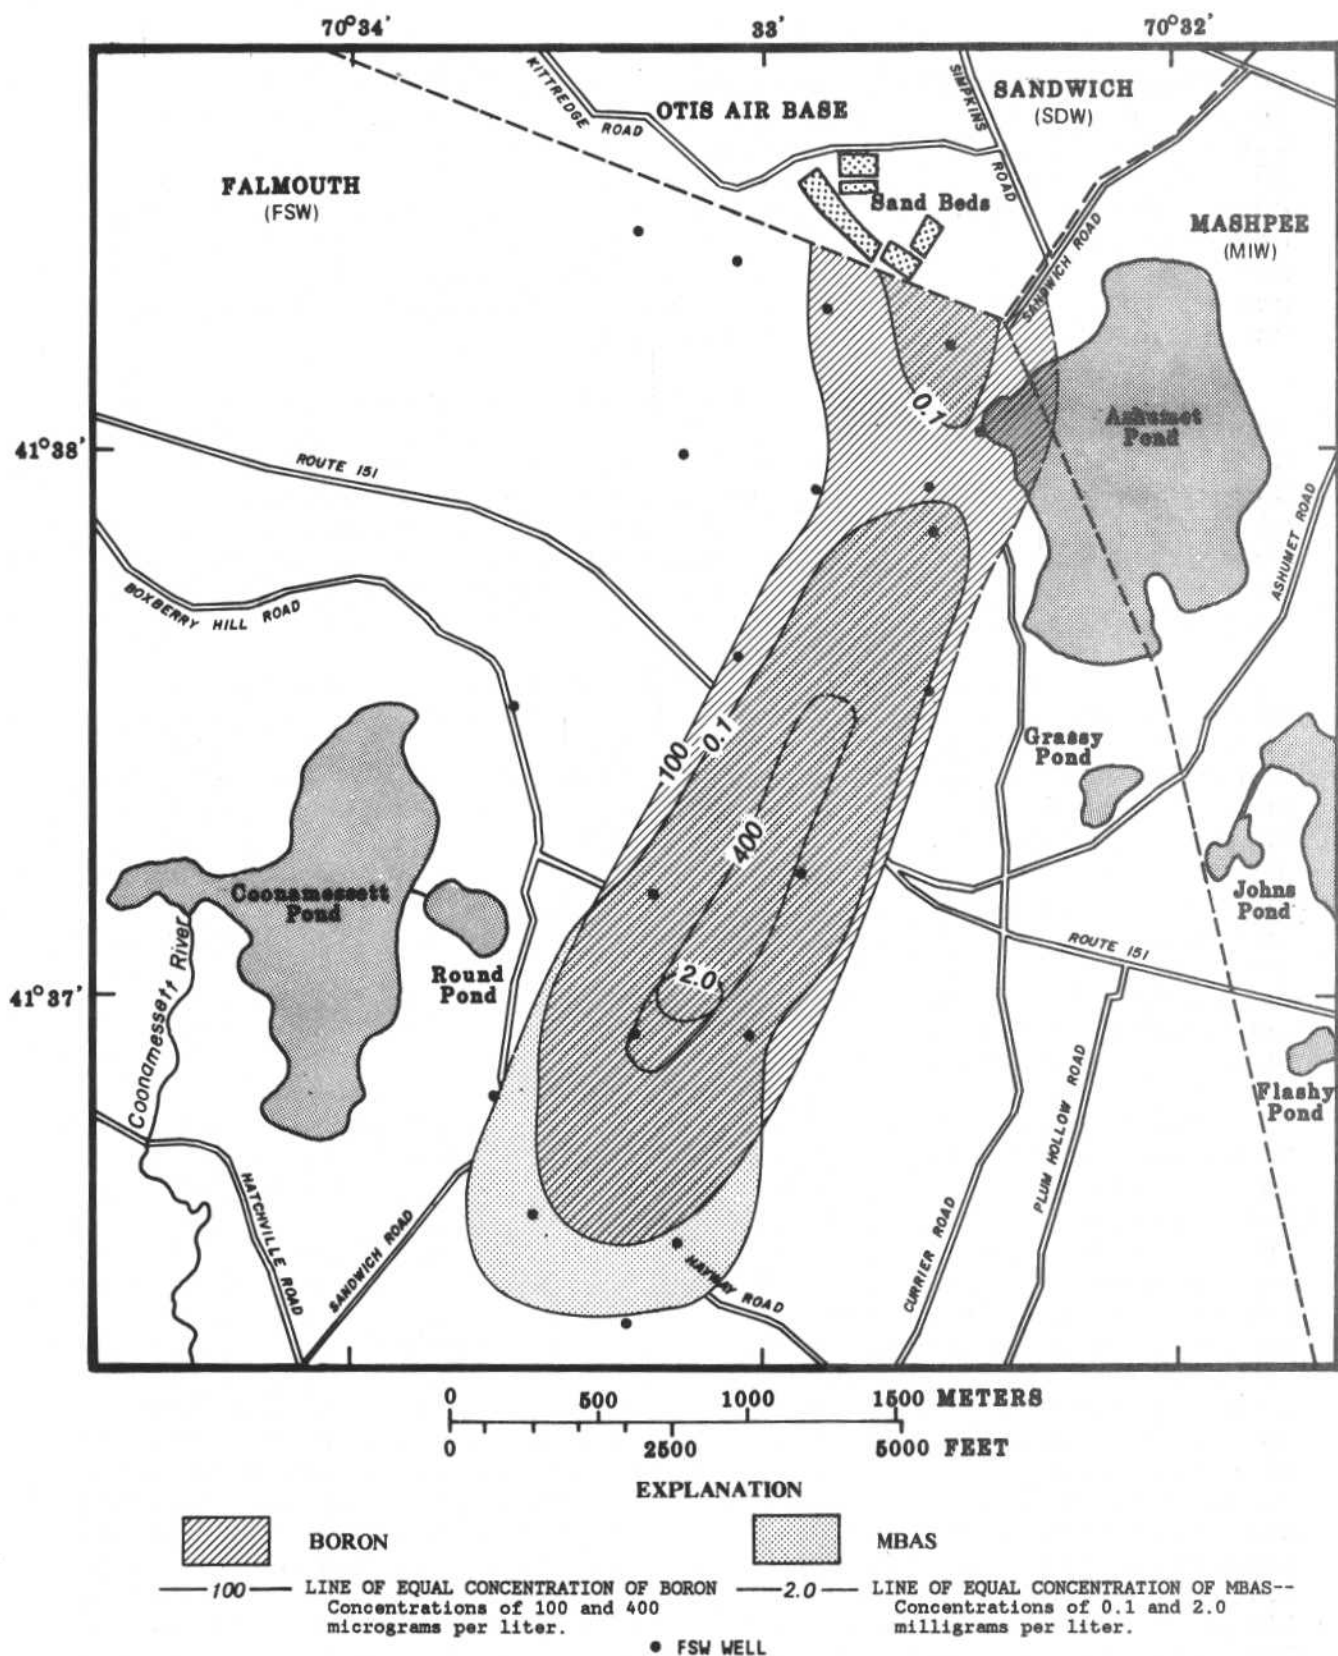 70°34'
33'
70°32'
KITTREDGE ROAD
OTIS AIR BASE
SIMPKINS ROAD
SANDWICH
(SDW)
FALMOUTH
(FSW)
Sand Beds
SANDWICH ROAD
MASHPEE
(MIW)
0.1
Ashumet
Pond
41°38'
ROUTE 151
ASHUMET ROAD
BOXBERRY HILL ROAD
100
0.1
Grassy
Pond
400
Coonamessett
Pond
Johns
Pond
Coonamessett River
Round
Pond
ROUTE 151
41°37'
2.0
PLUM HOLLOW ROAD
Flashy
Pond
HATCHVILLE ROAD
SANDWICH ROAD
HAYWAY ROAD
CURRIER ROAD
0 500 1000 1500 METERS
0 2500 5000 FEET
EXPLANATION
BORON
MBAS
100 LINE OF EQUAL CONCENTRATION OF BORON
Concentrations of 100 and 400
micrograms per liter.
2.0 LINE OF EQUAL CONCENTRATION OF MBAS--
Concentrations of 0.1 and 2.0
milligrams per liter.
• FSW WELL